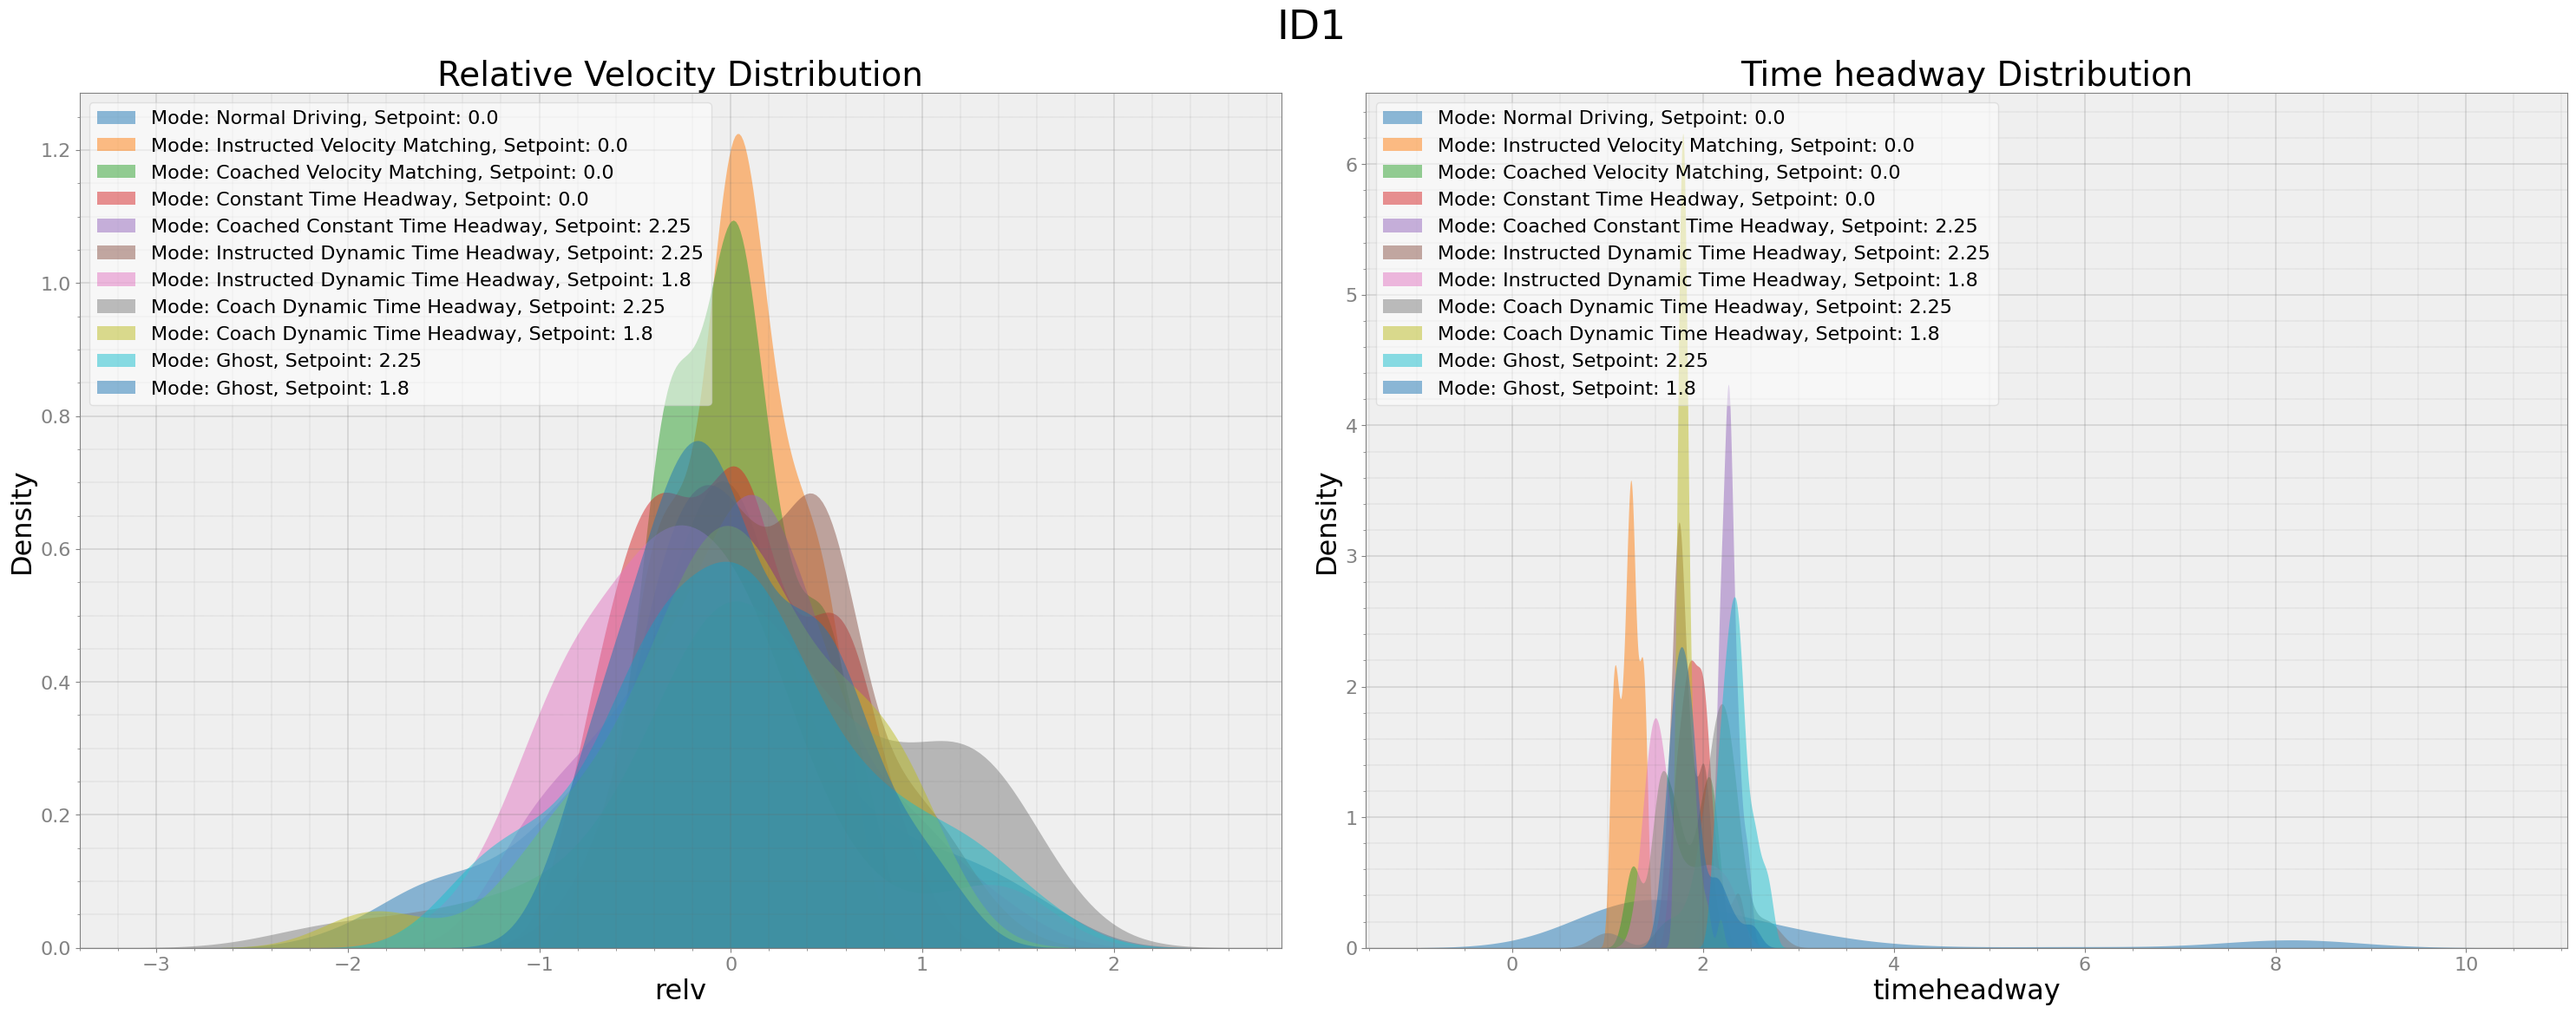 ID1
Relative Velocity Distribution
Mode: Normal Driving, Setpoint: 0.0
Mode: Instructed Velocity Matching, Setpoint: 0.0
Mode: Coached Velocity Matching, Setpoint: 0.0
Mode: Constant Time Headway, Setpoint: 0.0
Mode: Coached Constant Time Headway, Setpoint: 2.25
Mode: Instructed Dynamic Time Headway, Setpoint: 2.25
Mode: Instructed Dynamic Time Headway, Setpoint: 1.8
Mode: Coach Dynamic Time Headway, Setpoint: 2.25
Mode: Coach Dynamic Time Headway, Setpoint: 1.8
Mode: Ghost, Setpoint: 2.25
Mode: Ghost, Setpoint: 1.8
Density
1.2
1.0
0.8
0.6
0.4
0.2
0.0
−3 −2 −1 0 1 2
relv
Time headway Distribution
Mode: Normal Driving, Setpoint: 0.0
Mode: Instructed Velocity Matching, Setpoint: 0.0
Mode: Coached Velocity Matching, Setpoint: 0.0
Mode: Constant Time Headway, Setpoint: 0.0
Mode: Coached Constant Time Headway, Setpoint: 2.25
Mode: Instructed Dynamic Time Headway, Setpoint: 2.25
Mode: Instructed Dynamic Time Headway, Setpoint: 1.8
Mode: Coach Dynamic Time Headway, Setpoint: 2.25
Mode: Coach Dynamic Time Headway, Setpoint: 1.8
Mode: Ghost, Setpoint: 2.25
Mode: Ghost, Setpoint: 1.8
Density
6
5
4
3
2
1
0
0 2 4 6 8 10
timeheadway